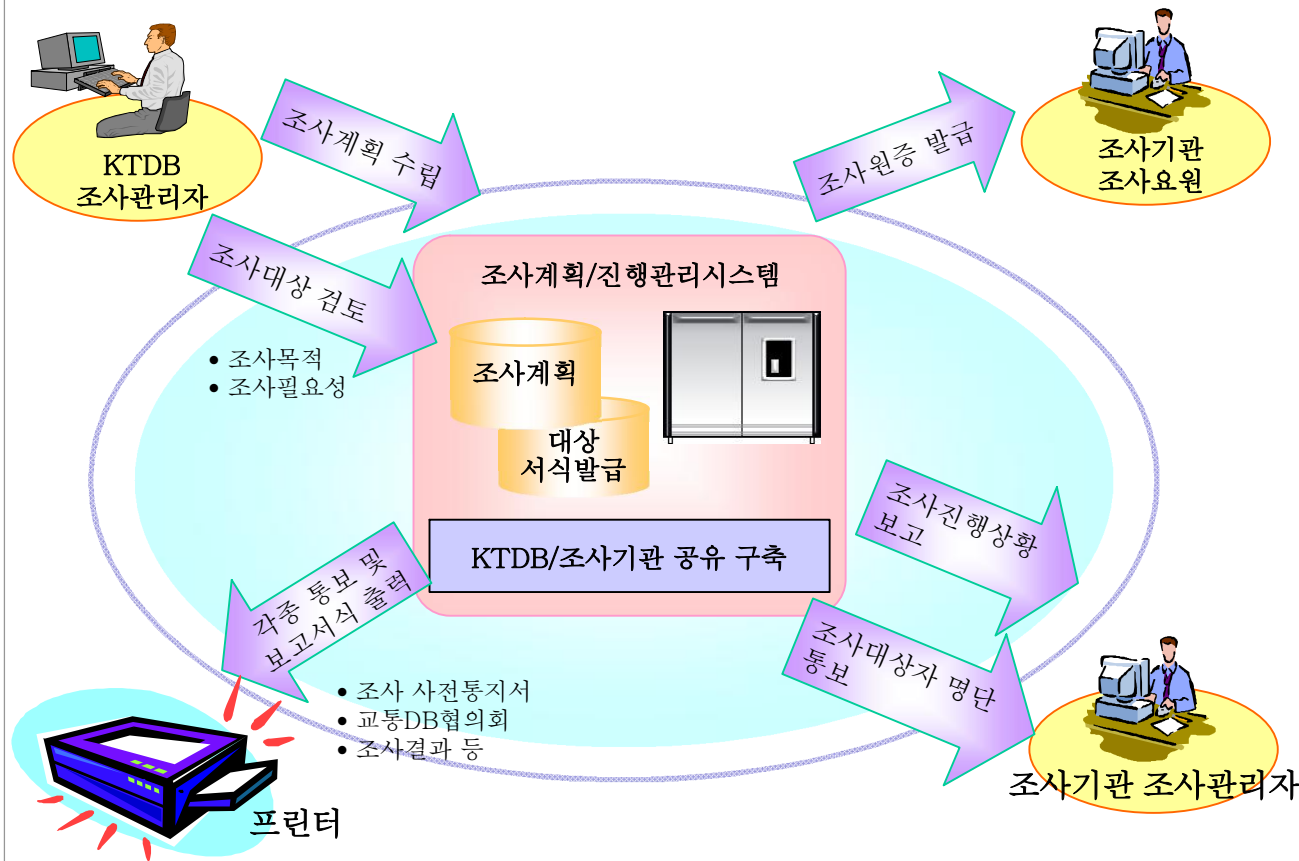 KTDB
조사관리자
조사계획 수립
조사원증 발급
조사기관
조사요원
조사대상 검토
• 조사목적
• 조사필요성
조사계획/진행관리시스템
조사계획
대상
서식발급
KTDB/조사기관 공유 구축
조사진행상황
보고
각종 통보 및
보고서식 출력
조사대상자 명단
통보
• 조사 사전통지서
• 교통DB협의회
• 조사결과 등
프린터
조사기관 조사관리자